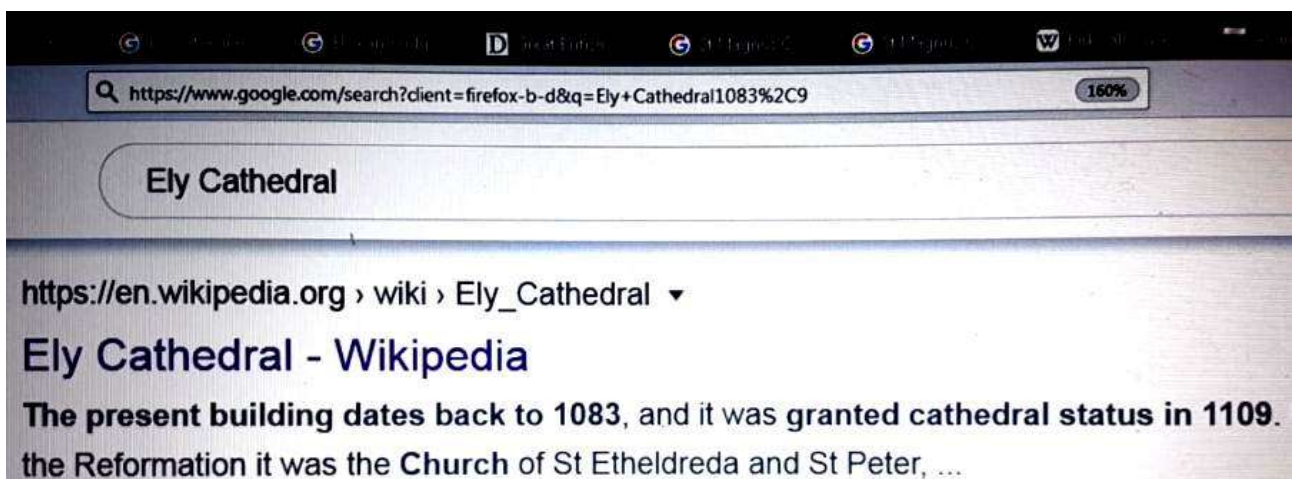 D
W
https://www.google.com/search?client=firefox-b-d&q=Ely+Cathedral1083%2C9 160%
Ely Cathedral
https://en.wikipedia.org › wiki › Ely_Cathedral
Ely Cathedral - Wikipedia
The present building dates back to 1083, and it was granted cathedral status in 1109.
the Reformation it was the Church of St Etheldreda and St Peter, ...